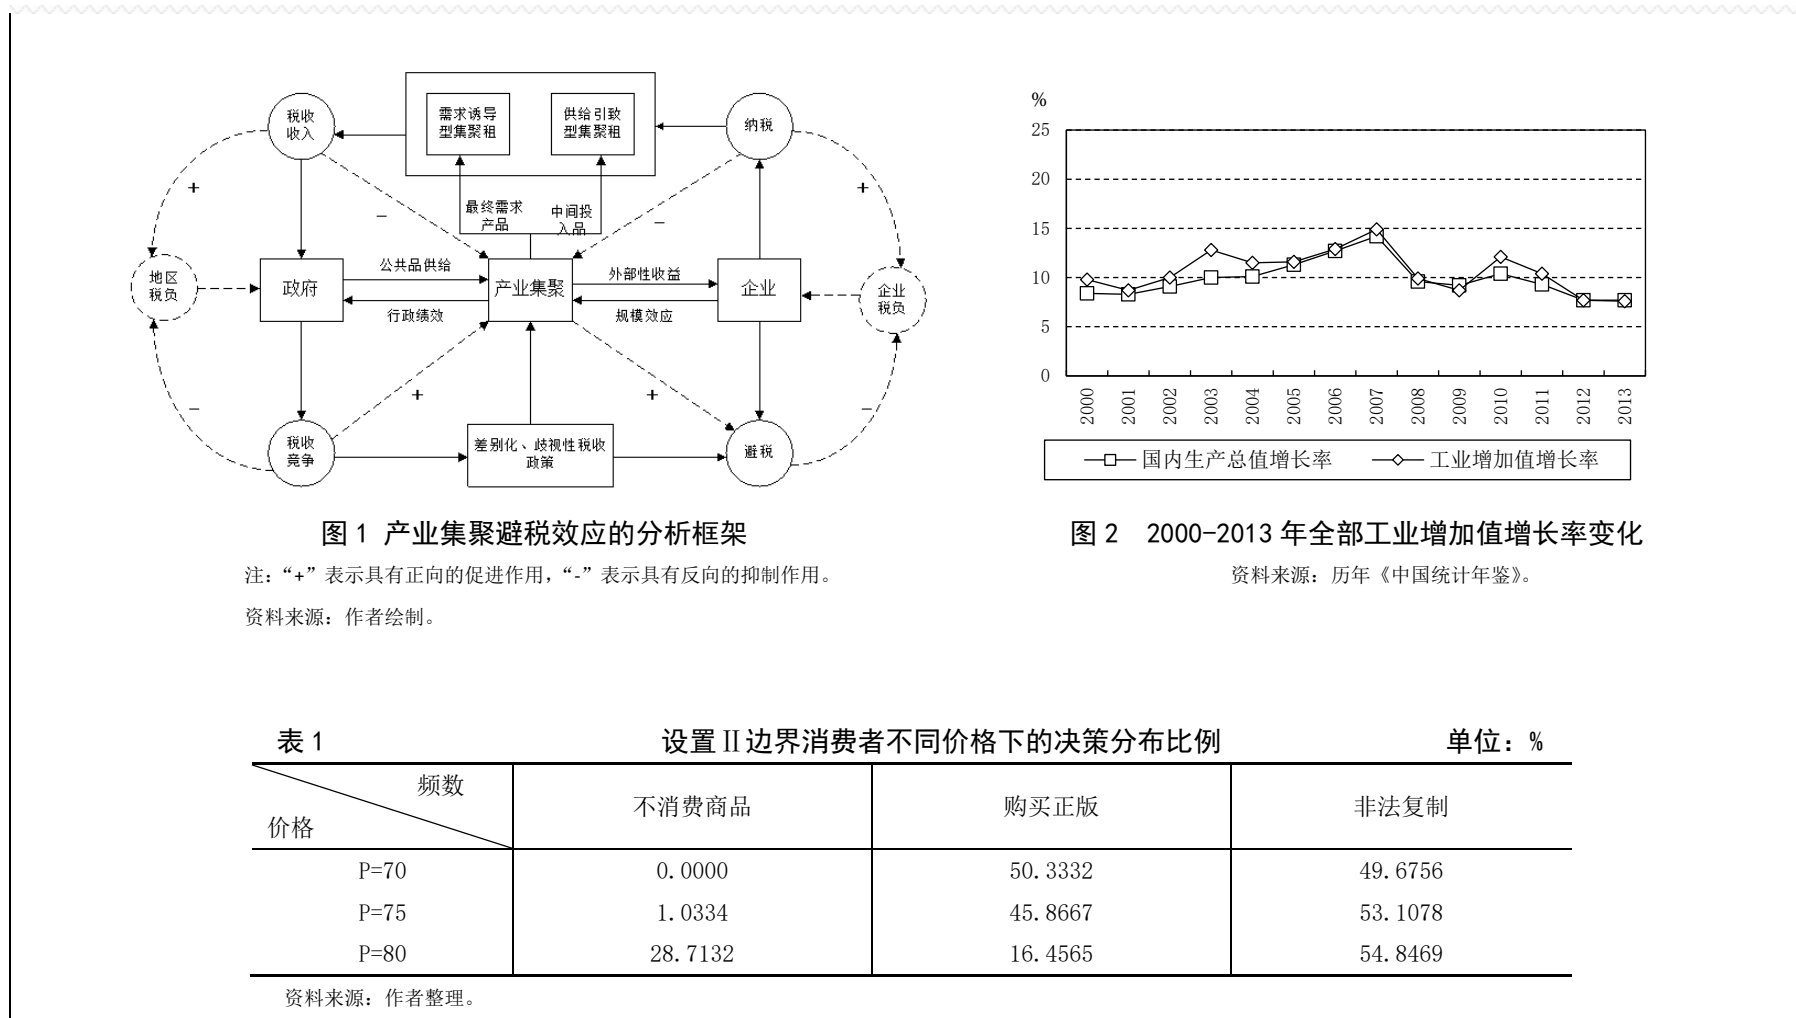 税收
收入
需求诱导
型集聚租
供给引致
型集聚租
纳税
+
−
最终需求
产品
中间投
入品
−
+
地区
税负
政府
公共品供给
行政绩效
产业集聚
外部性收益
规模效应
企业
企业
税负
−
+
+
−
税收
竞争
差别化、歧视性税收
政策
避税
图 1 产业集聚避税效应的分析框架
注：“+”表示具有正向的促进作用，“-”表示具有反向的抑制作用。
资料来源：作者绘制。
%
25
20
15
10
5
0
2000
2001
2002
2003
2004
2005
2006
2007
2008
2009
2010
2011
2012
2013
国内生产总值增长率 工业增加值增长率
图 2 2000-2013 年全部工业增加值增长率变化
资料来源：历年《中国统计年鉴》。
表 1 设置Ⅱ边界消费者不同价格下的决策分布比例 单位：%
频数
价格
不消费商品 购买正版 非法复制
P=70 0.0000 50.3332 49.6756
P=75 1.0334 45.8667 53.1078
P=80 28.7132 16.4565 54.8469
资料来源：作者整理。